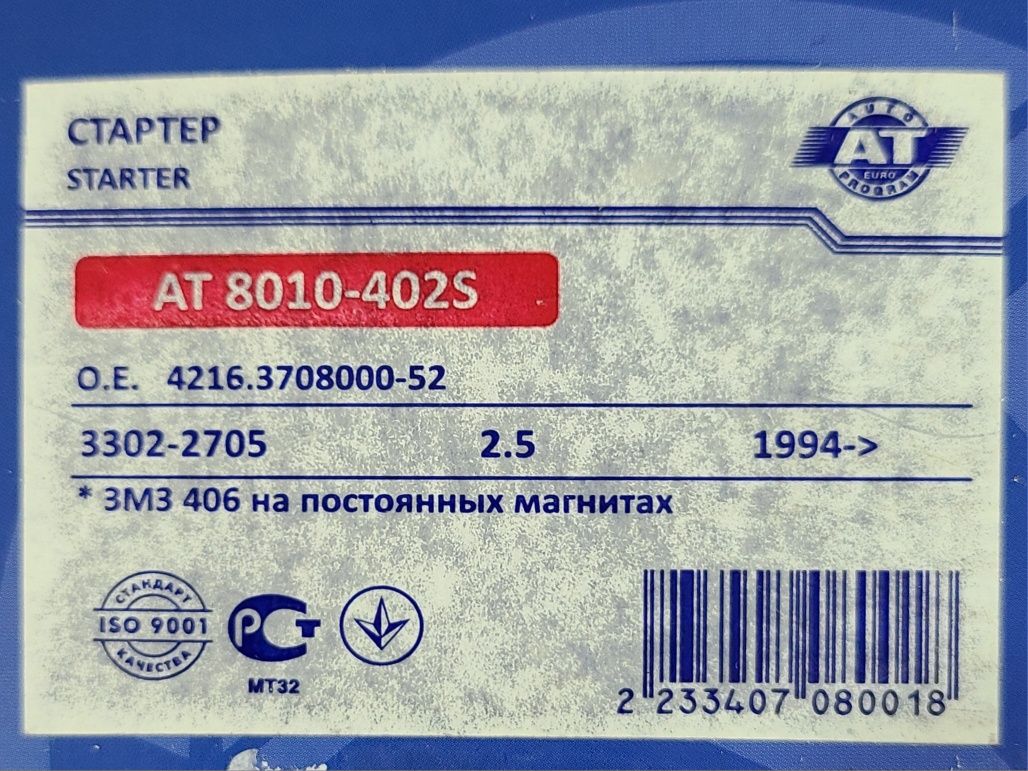 СТАРТЕР
STARTER
AUTO
AT
EURO
PROGRAM
AT 8010-402S
O.E. 4216.3708000-52
3302-2705 2.5 1994->
* ЗМЗ 406 на постоянных магнитах
СТАНДАРТ
ISO 9001
КАЧЕСТВА
РСТ
МТ32
2 233407 080018